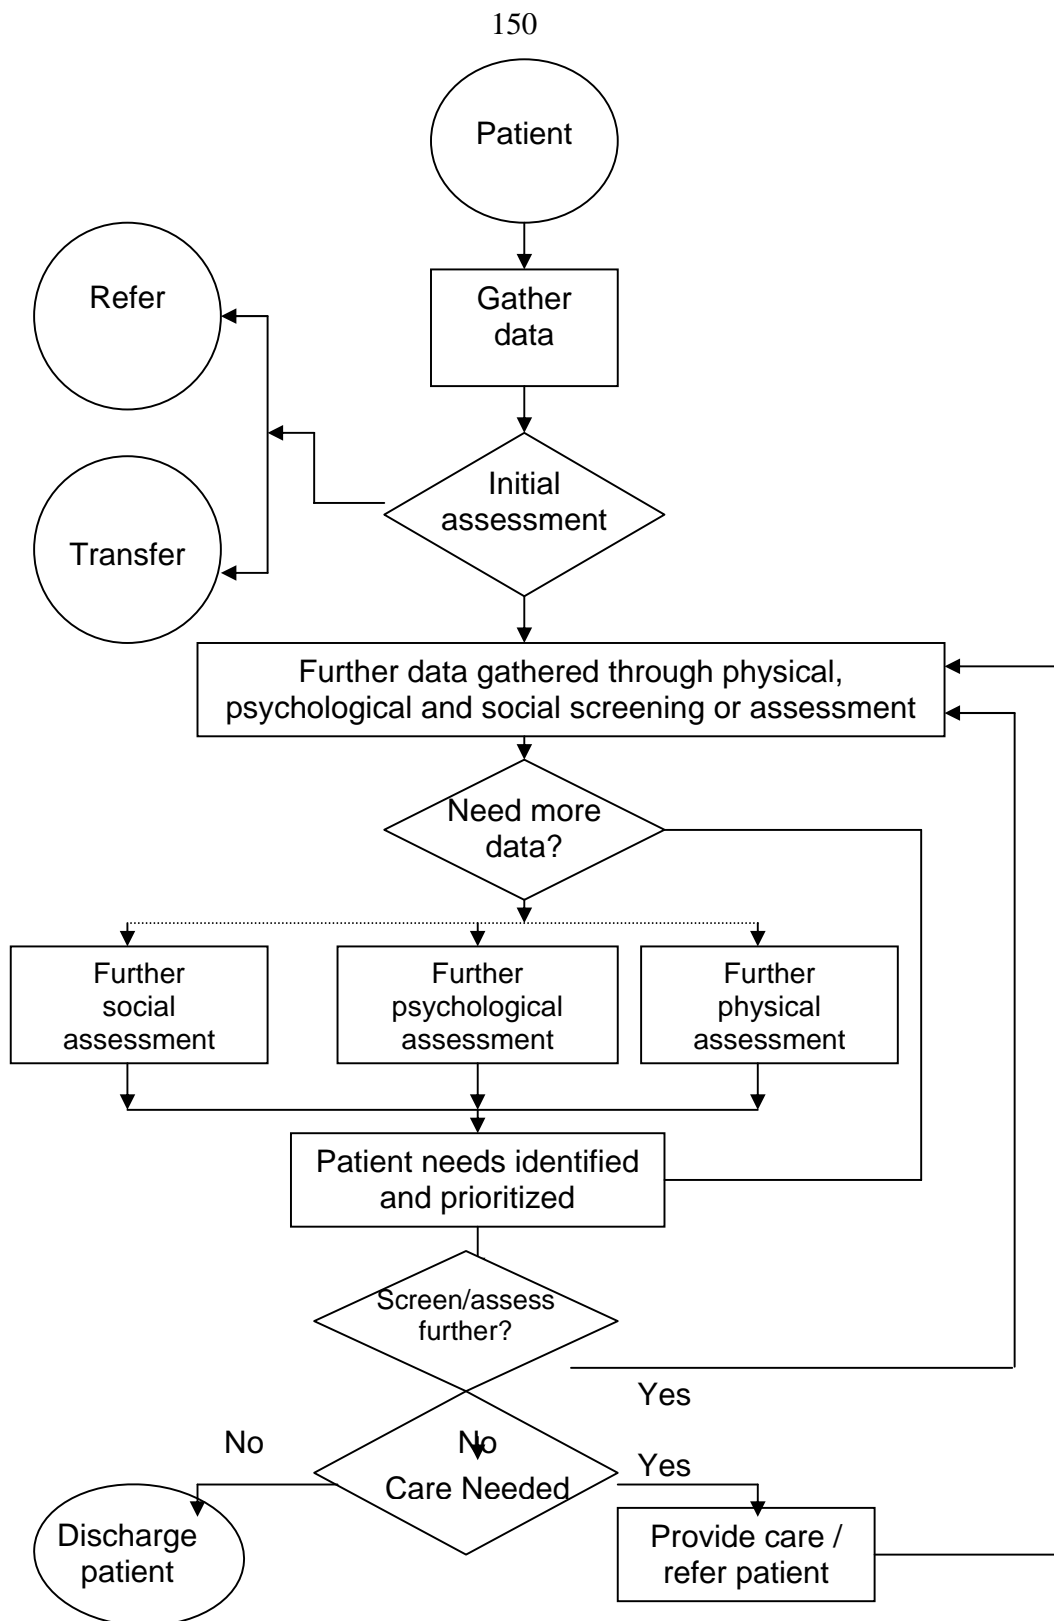 150
Patient
Refer
Gather
data
Transfer
Initial
assessment
Further data gathered through physical,
psychological and social screening or assessment
Need more
data?
Further
social
assessment
Further
psychological
assessment
Further
physical
assessment
Patient needs identified
and prioritized
Screen/assess
further?
Yes
No
No
Yes
Care Needed
Discharge
patient
Provide care /
refer patient